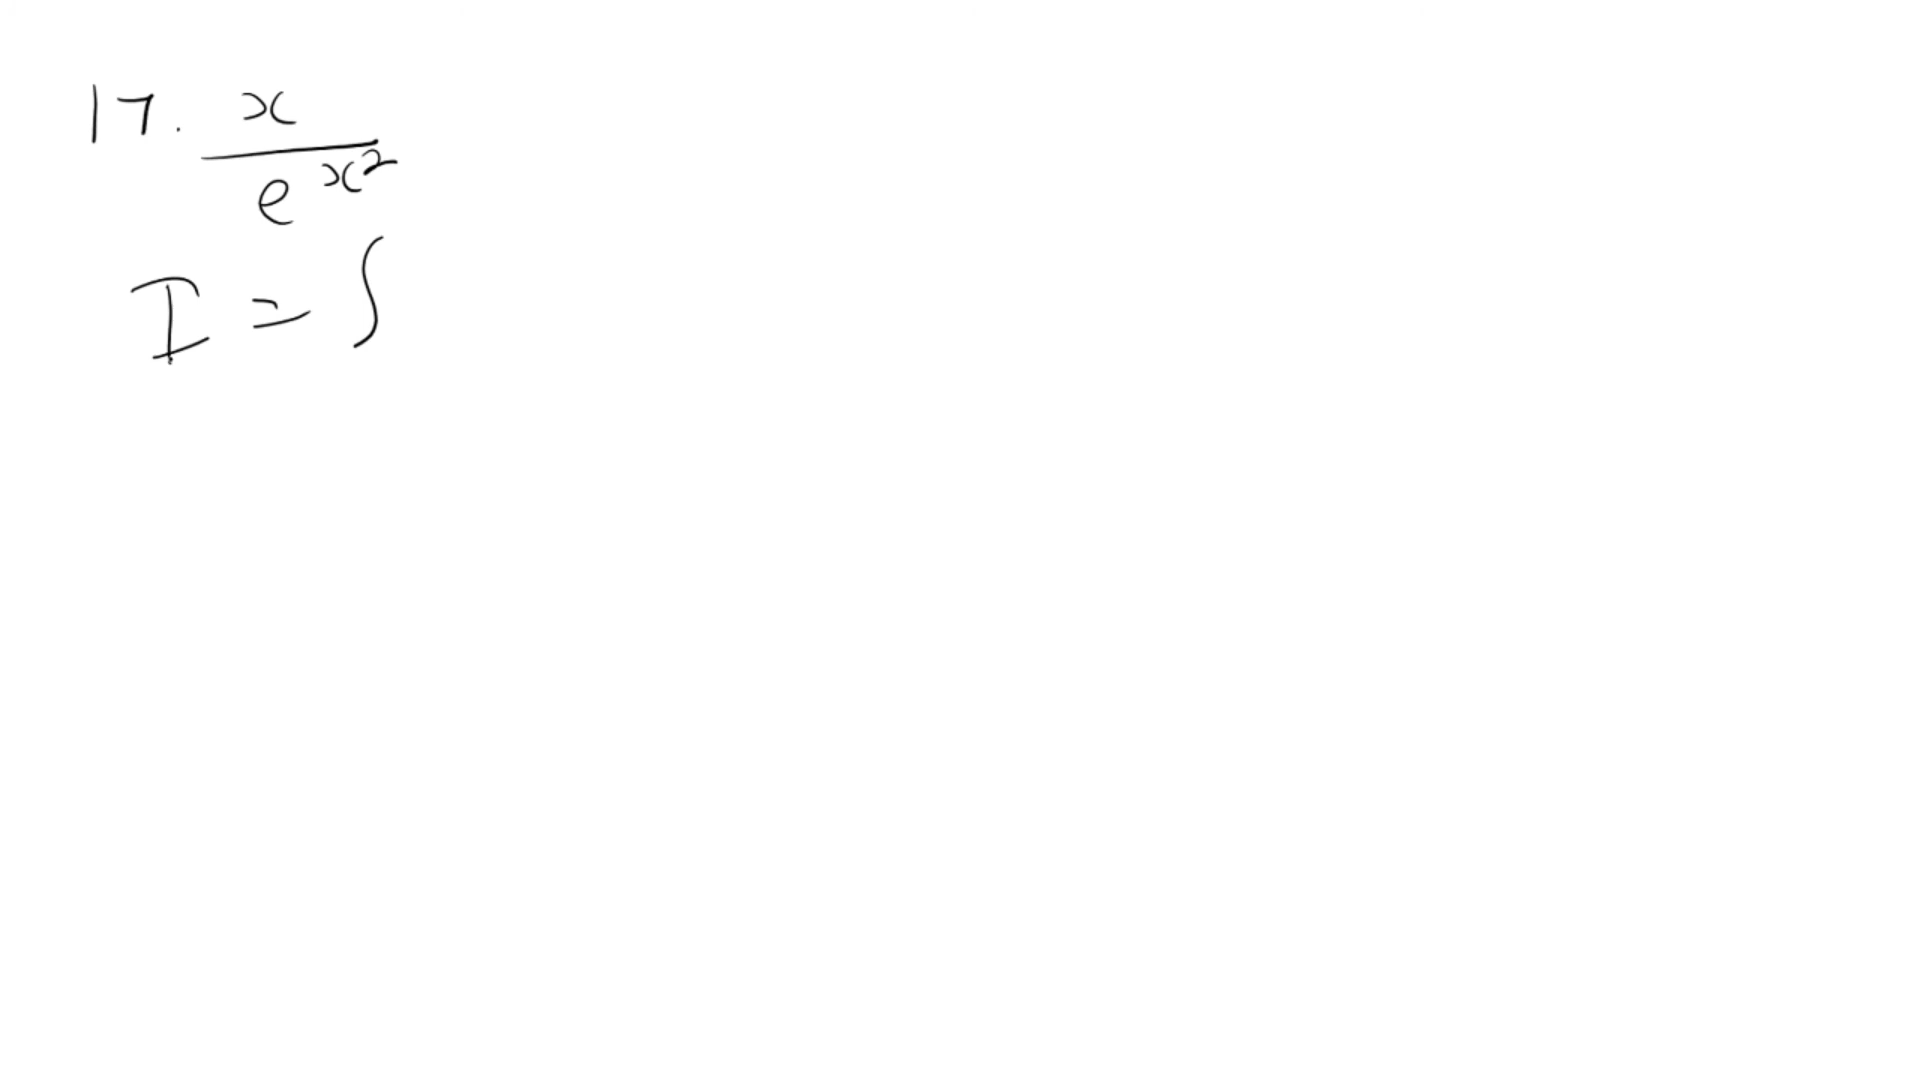 17. x
e^{x^2}
I = ∫